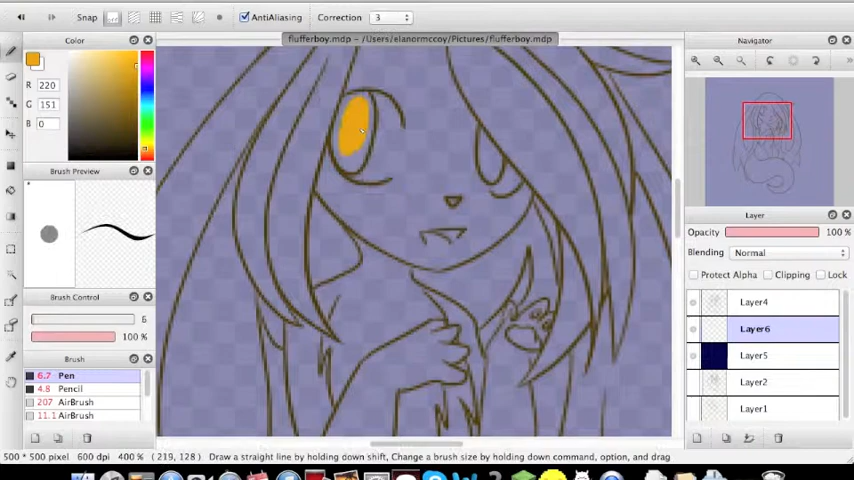 Snap
AntiAliasing
Correction
3
flufferboy.mdp - /Users/elanormccoy/Pictures/flufferboy.mdp
Color
R 220
G 151
B 0
Brush Preview
Brush Control
6
100 %
Brush
6.7 Pen
4.8 Pencil
207 AirBrush
11.1 AirBrush
Navigator
Layer
Opacity 100 %
Blending Normal
Protect Alpha Clipping Lock
Layer4
Layer6
Layer5
Layer2
Layer1
500 * 500 pixel 600 dpi 400 % (219, 128) Draw a straight line by holding down shift, Change a brush size by holding down command, option, and drag